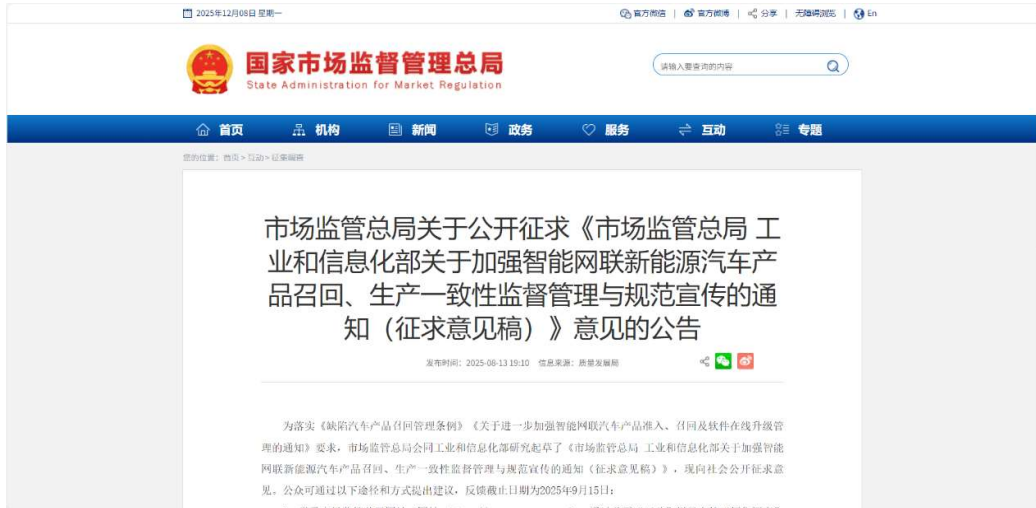 2025年12月08日 星期一
官方微信 | 官方微博 | 分享 | 无障碍浏览 | En
国家市场监督管理总局
State Administration for Market Regulation
请输入要查询的内容
首页 机构 新闻 政务 服务 互动 专题
您的位置：首页 > 互动 > 征集调查
市场监管总局关于公开征求《市场监管总局 工
业和信息化部关于加强智能网联新能源汽车产
品召回、生产一致性监督管理与规范宣传的通
知（征求意见稿）》意见的公告
发布时间：2025-08-13 19:10 信息来源：质量发展局
为落实《缺陷汽车产品召回管理条例》《关于进一步加强智能网联汽车产品准入、召回及软件在线升级管
理的通知》要求，市场监管总局会同工业和信息化部研究起草了《市场监管总局 工业和信息化部关于加强智能
网联新能源汽车产品召回、生产一致性监督管理与规范宣传的通知（征求意见稿）》，现向社会公开征求意
见。公众可通过以下途径和方式提出建议，反馈截止日期为2025年9月15日：